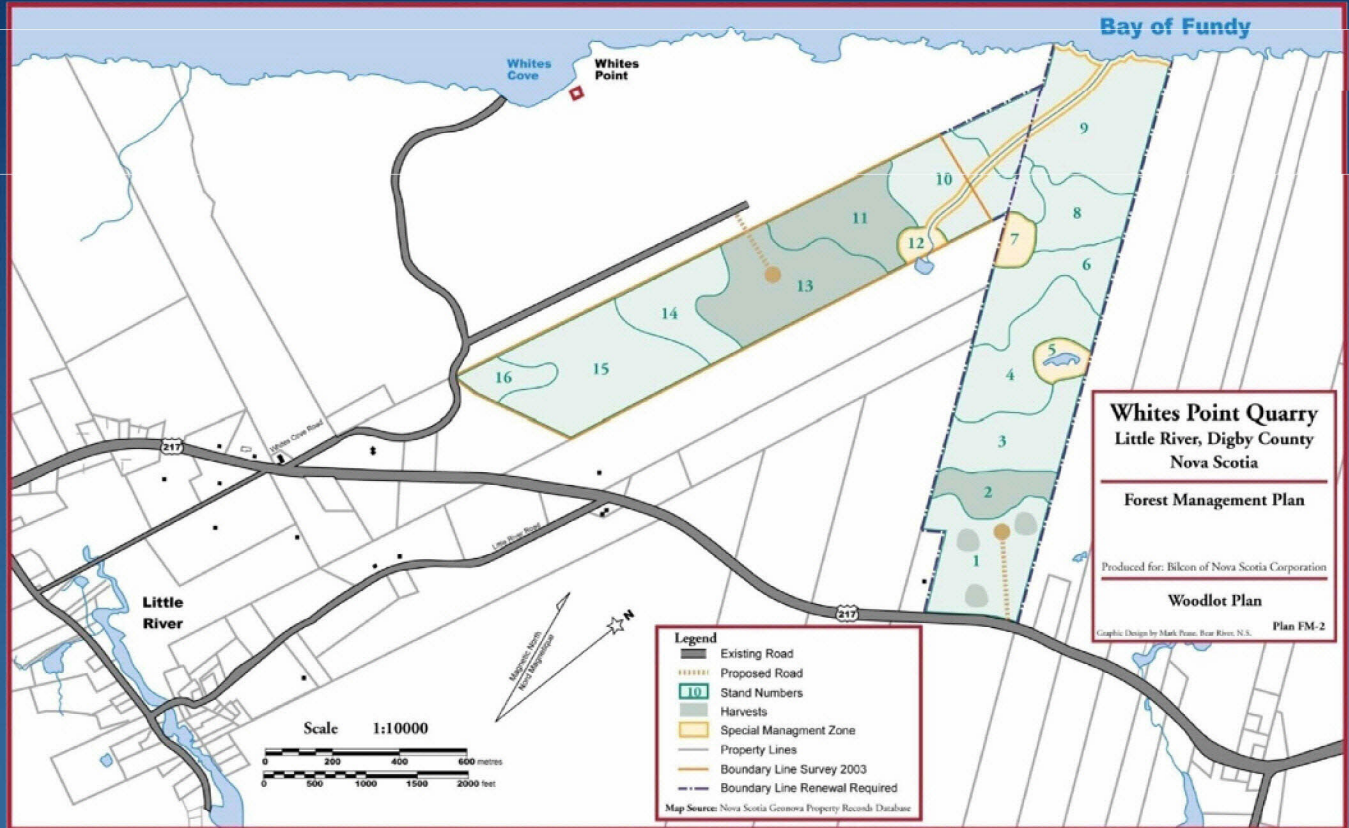 Bay of Fundy
Whites
Cove
Whites
Point
9
10
11
8
12
7
6
13
14
5
4
15
16
3
2
1
217
Whites Cove Road
Little River Road
217
Little
River
Whites Point Quarry
Little River, Digby County
Nova Scotia
Forest Management Plan
Produced for: Bilcon of Nova Scotia Corporation
Woodlot Plan
Plan FM-2
Graphic Design by Mark Pease, Bear River, N.S.
Magnetic North
Nord Magnetique
N
Scale 1:10000
0 200 400 600 metres
0 500 1000 1500 2000 feet
Legend
Existing Road
Proposed Road
10 Stand Numbers
Harvests
Special Managment Zone
Property Lines
Boundary Line Survey 2003
Boundary Line Renewal Required
Map Source: Nova Scotia Geonova Property Records Database